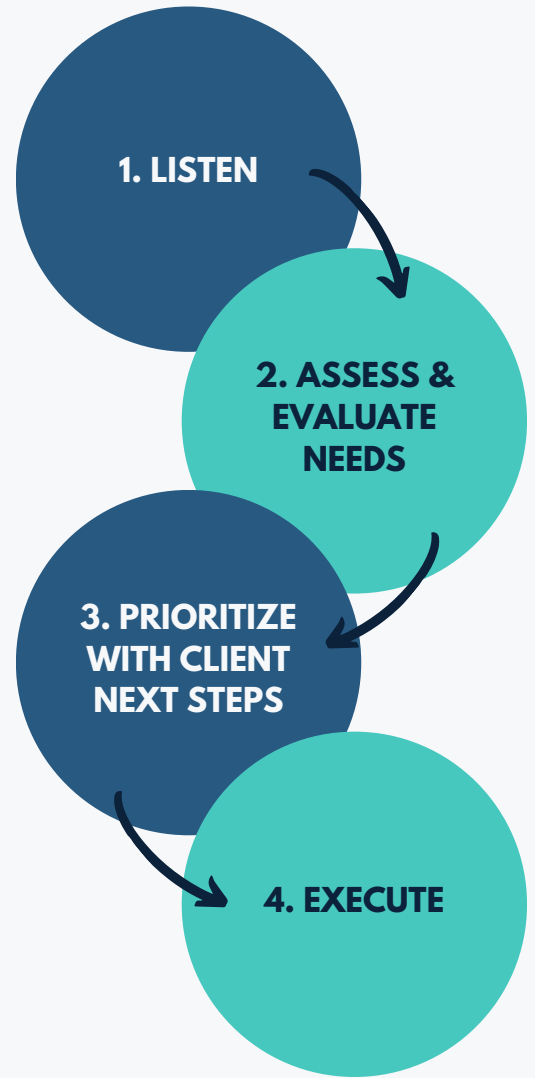 1. LISTEN
2. ASSESS &
EVALUATE
NEEDS
3. PRIORITIZE
WITH CLIENT
NEXT STEPS
4. EXECUTE